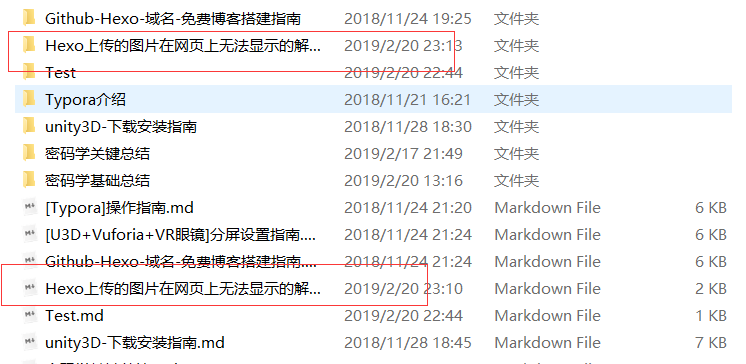 Github-Hexo-域名-免费博客搭建指南 2018/11/24 19:25 文件夹
Hexo上传的图片在网页上无法显示的解... 2019/2/20 23:13 文件夹
Test 2019/2/20 22:44 文件夹
Typora介绍 2018/11/21 16:21 文件夹
unity3D-下载安装指南 2018/11/28 18:30 文件夹
密码学关键总结 2019/2/17 21:49 文件夹
密码学基础总结 2019/2/20 13:16 文件夹
[Typora]操作指南.md 2018/11/24 21:20 Markdown File 6 KB
[U3D+Vuforia+VR眼镜]分屏设置指南.... 2018/11/24 21:24 Markdown File 6 KB
Github-Hexo-域名-免费博客搭建指南.... 2018/11/24 21:24 Markdown File 6 KB
Hexo上传的图片在网页上无法显示的解... 2019/2/20 23:10 Markdown File 2 KB
Test.md 2019/2/20 22:44 Markdown File 1 KB
unity3D-下载安装指南.md 2018/11/28 18:45 Markdown File 7 KB